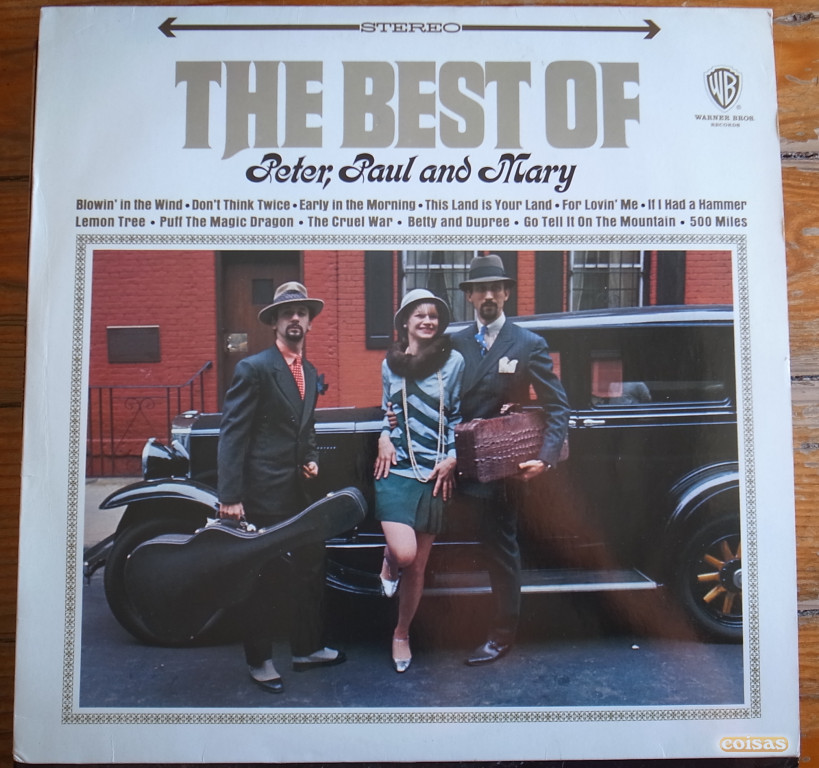 STEREO
THE BEST OF
Peter, Paul and Mary
WB
WARNER BROS.
RECORDS
Blowin' in the Wind • Don't Think Twice • Early in the Morning • This Land is Your Land • For Lovin' Me • If I Had a Hammer
Lemon Tree • Puff The Magic Dragon • The Cruel War • Betty and Dupree • Go Tell It On The Mountain • 500 Miles
coisas